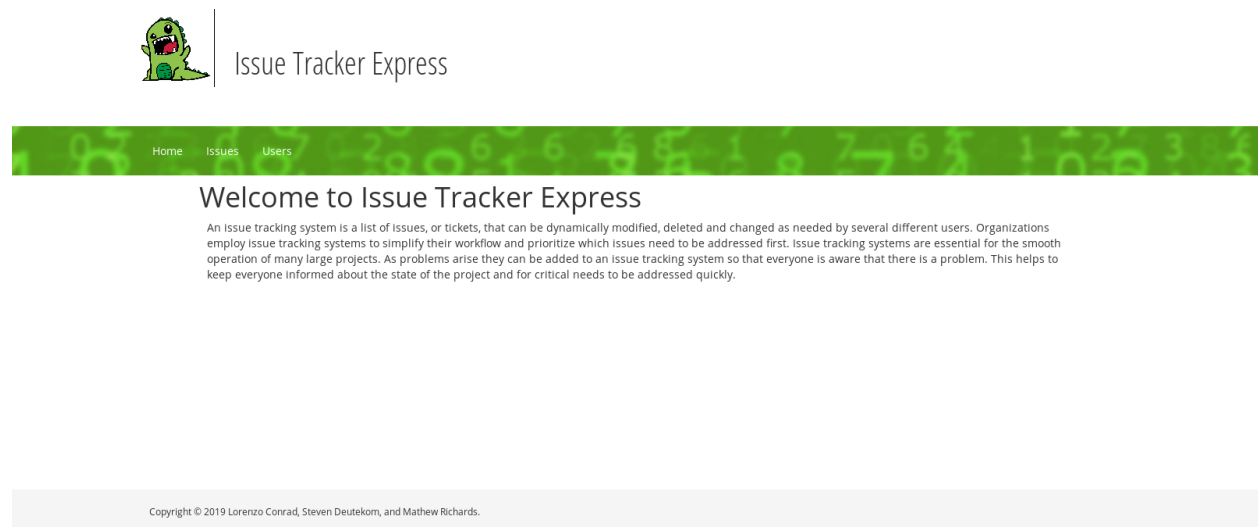 Issue Tracker Express
Home Issues Users
Welcome to Issue Tracker Express
An issue tracking system is a list of issues, or tickets, that can be dynamically modified, deleted and changed as needed by several different users. Organizations
employ issue tracking systems to simplify their workflow and prioritize which issues need to be addressed first. Issue tracking systems are essential for the smooth
operation of many large projects. As problems arise they can be added to an issue tracking system so that everyone is aware that there is a problem. This helps to
keep everyone informed about the state of the project and for critical needs to be addressed quickly.
Copyright © 2019 Lorenzo Conrad, Steven Deutekom, and Mathew Richards.